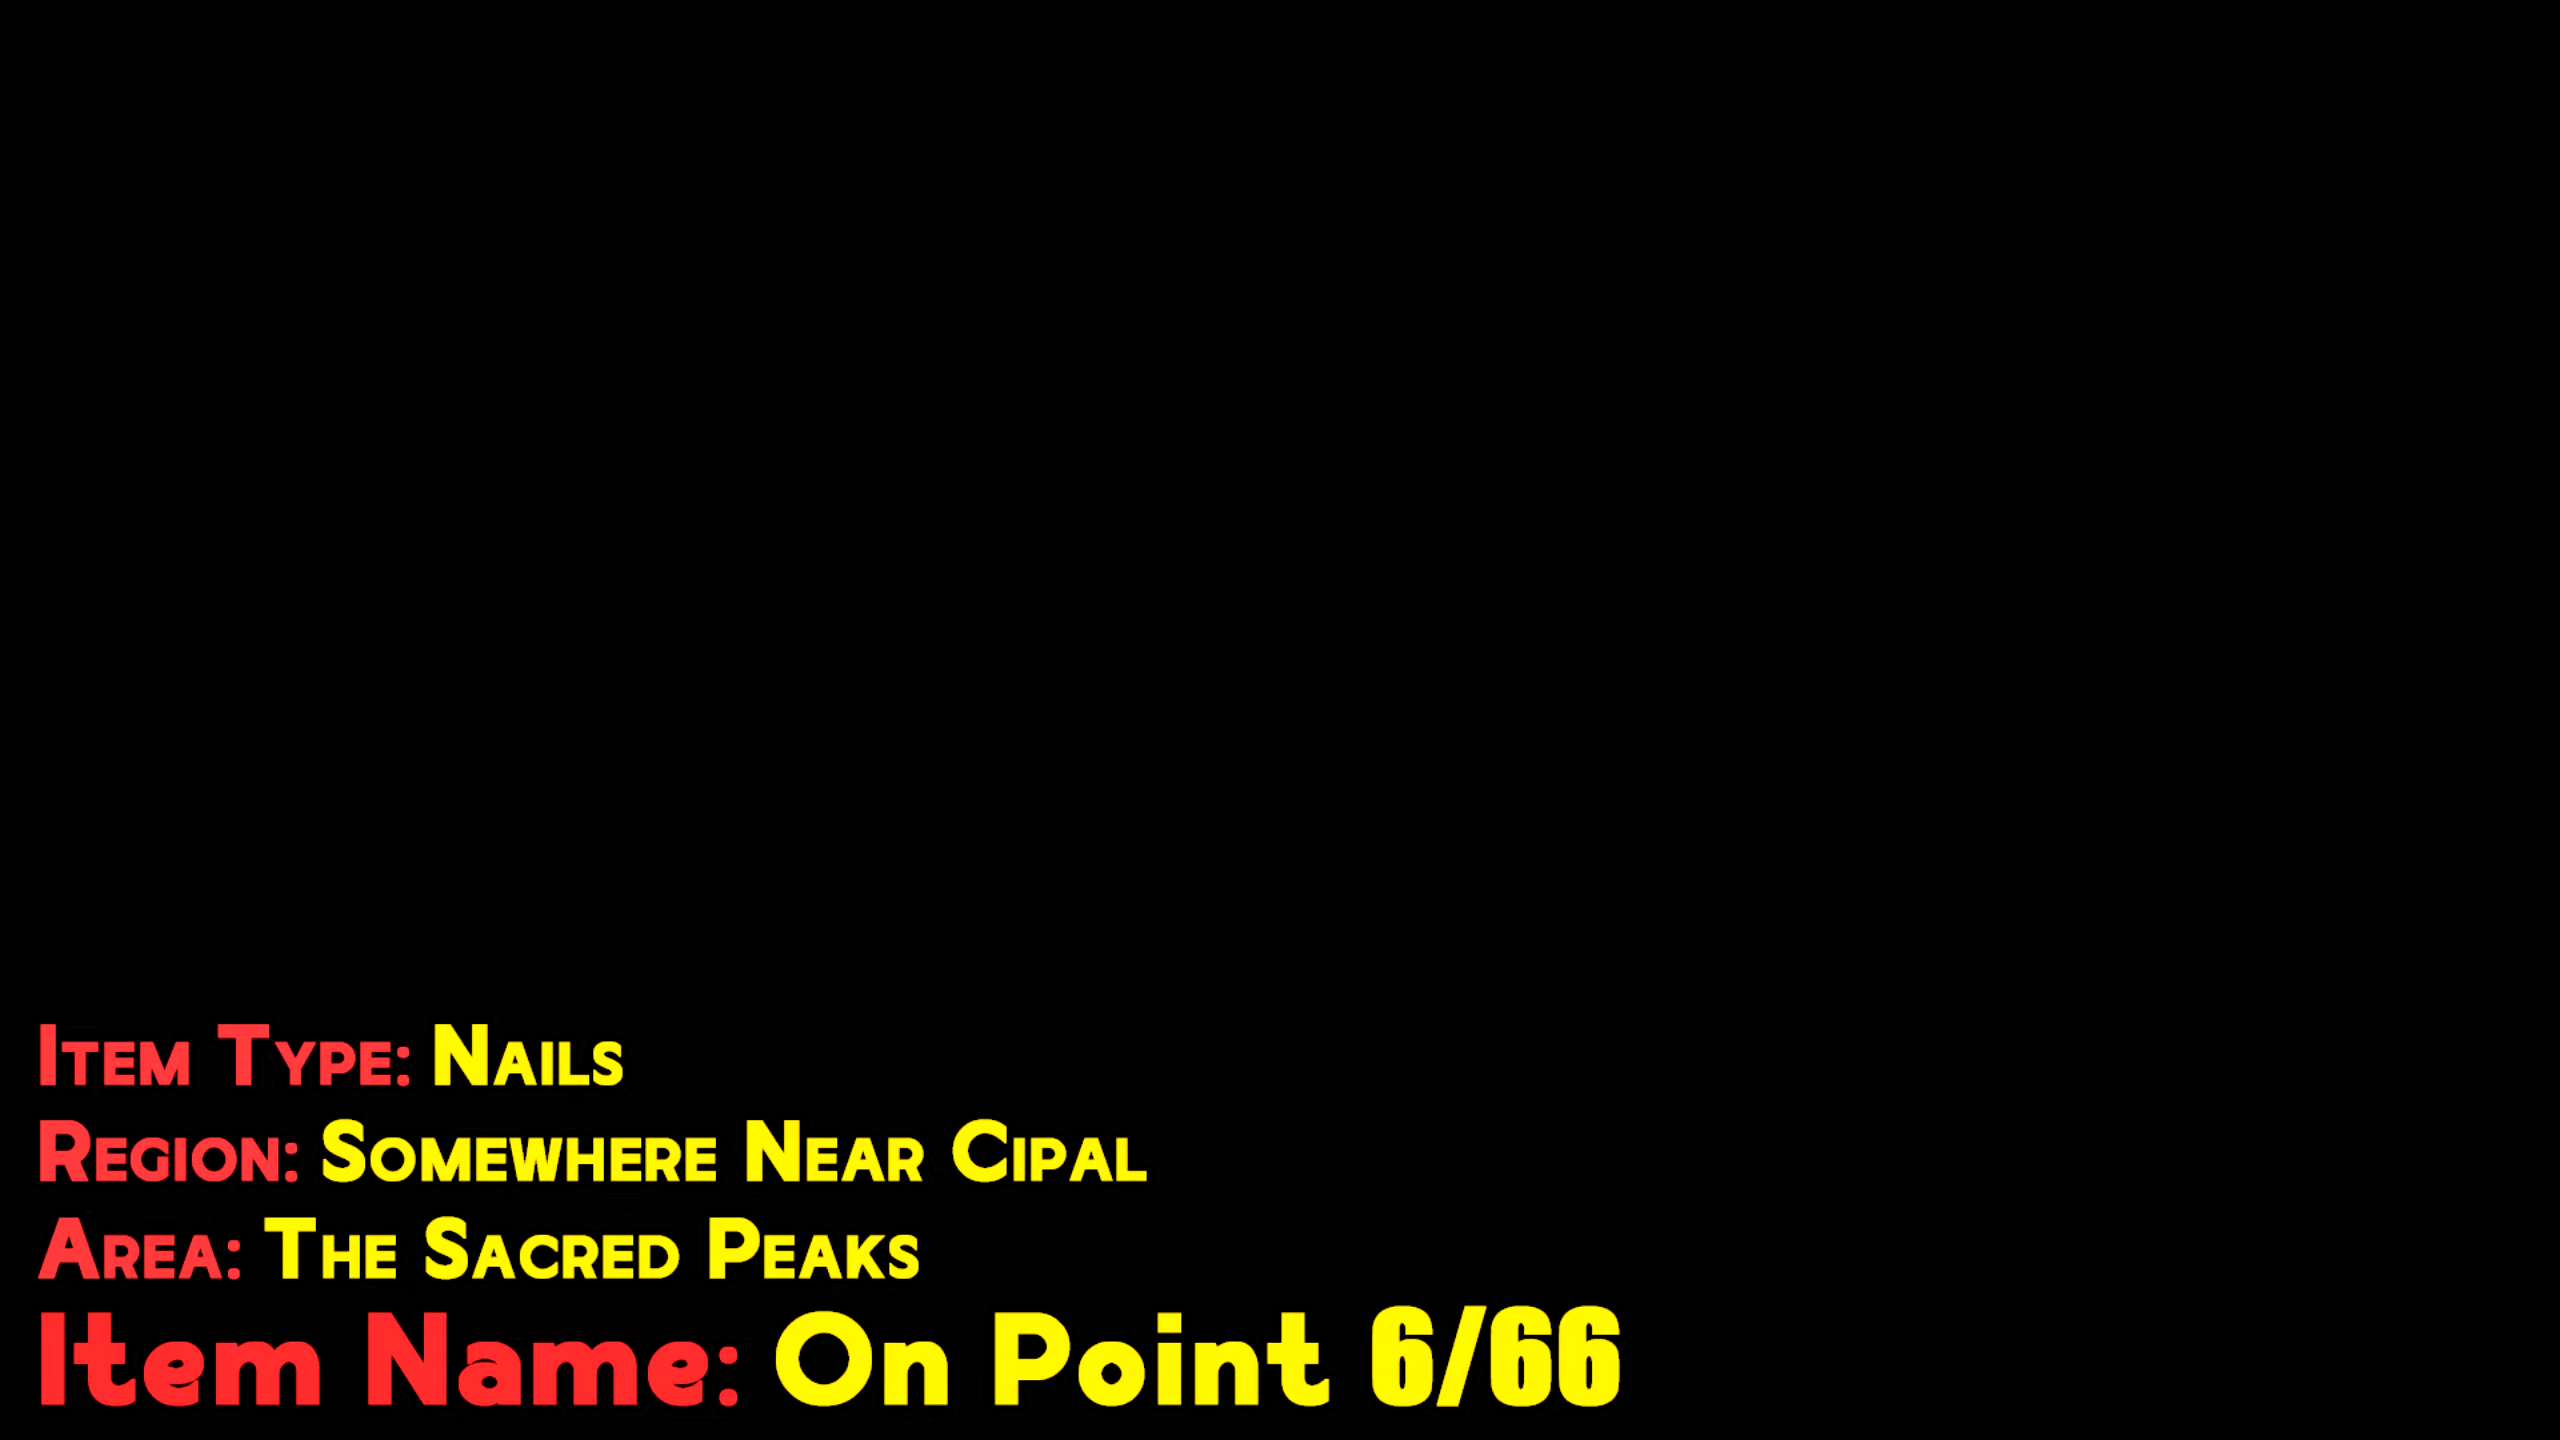 Item Type: Nails
Region: Somewhere Near Cipal
Area: The Sacred Peaks
Item Name: On Point 6/66